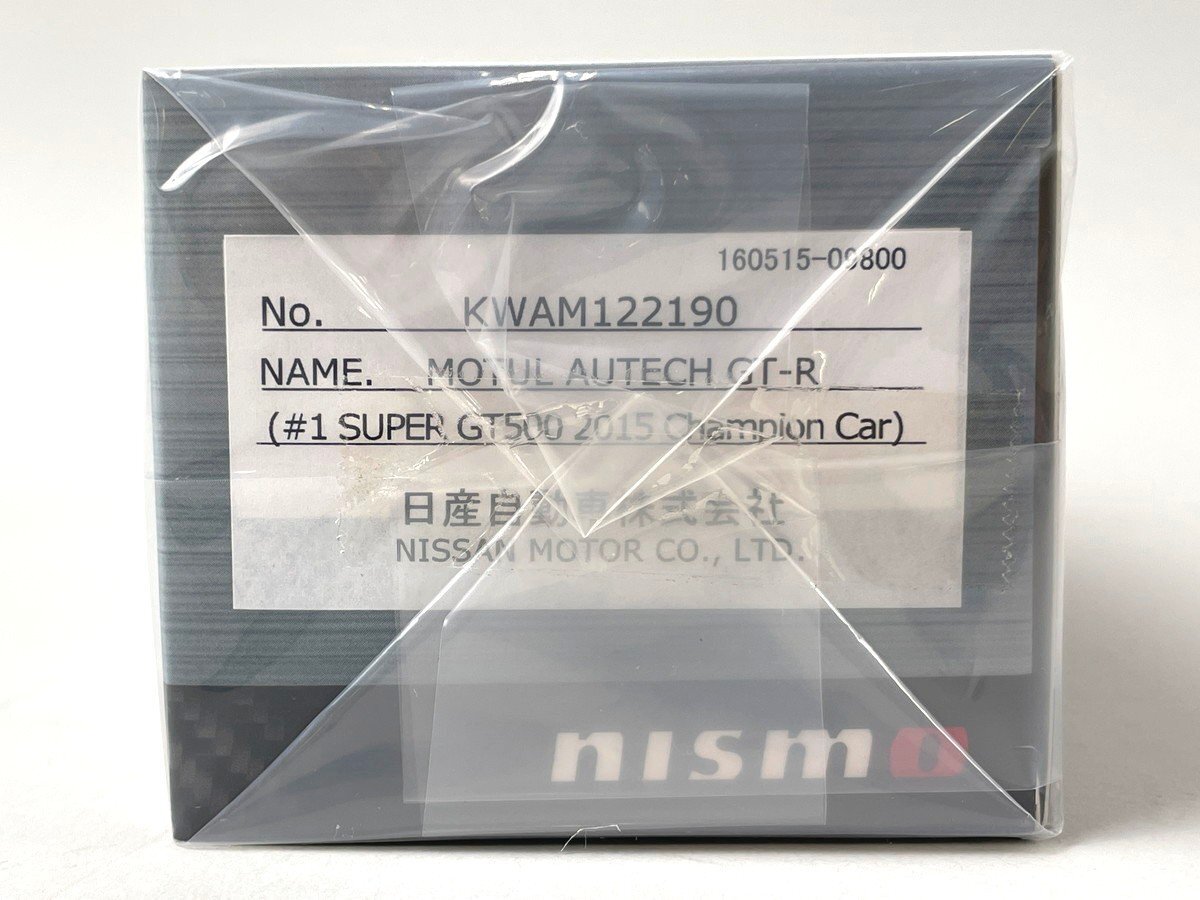 160515-09800
No. KWAM122190
NAME. MOTUL AUTECH GT-R
(#1 SUPER GT500 2015 Champion Car)
日産自動車株式会社
NISSAN MOTOR CO., LTD.
nismo